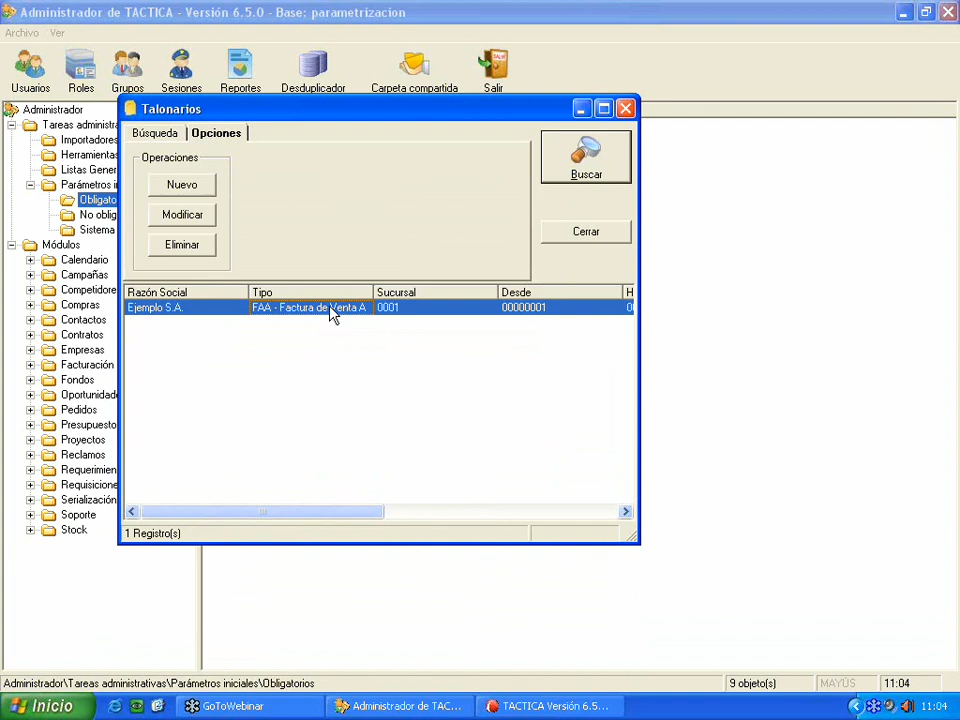 Administrador de TACTICA - Versión 6.5.0 - Base: parametrizacion
Archivo Ver
Usuarios Roles Grupos Sesiones Reportes Desduplicador Carpeta compartida Salir
Administrador
Tareas administra
Importadores
Herramientas
Listas Gener
Parámetros in
Obligato
No oblig
Sistema
Módulos
Calendario
Campañas
Competidore
Compras
Contactos
Contratos
Empresas
Facturación
Fondos
Oportunidade
Pedidos
Presupuesto
Proyectos
Reclamos
Requerimien
Requisicione
Serialización
Soporte
Stock
Talonarios
Búsqueda Opciones
Operaciones
Nuevo
Modificar
Eliminar
Buscar
Cerrar
Razón Social Tipo Sucursal Desde H
Ejemplo S.A. FAA - Factura de Venta A 0001 00000001 00
1 Registro(s)
Administrador\Tareas administrativas\Parámetros iniciales\Obligatorios 9 objeto(s) MAYÚS 11:04
Inicio GoToWebinar Administrador de TAC... TACTICA Versión 6.5... 11:04